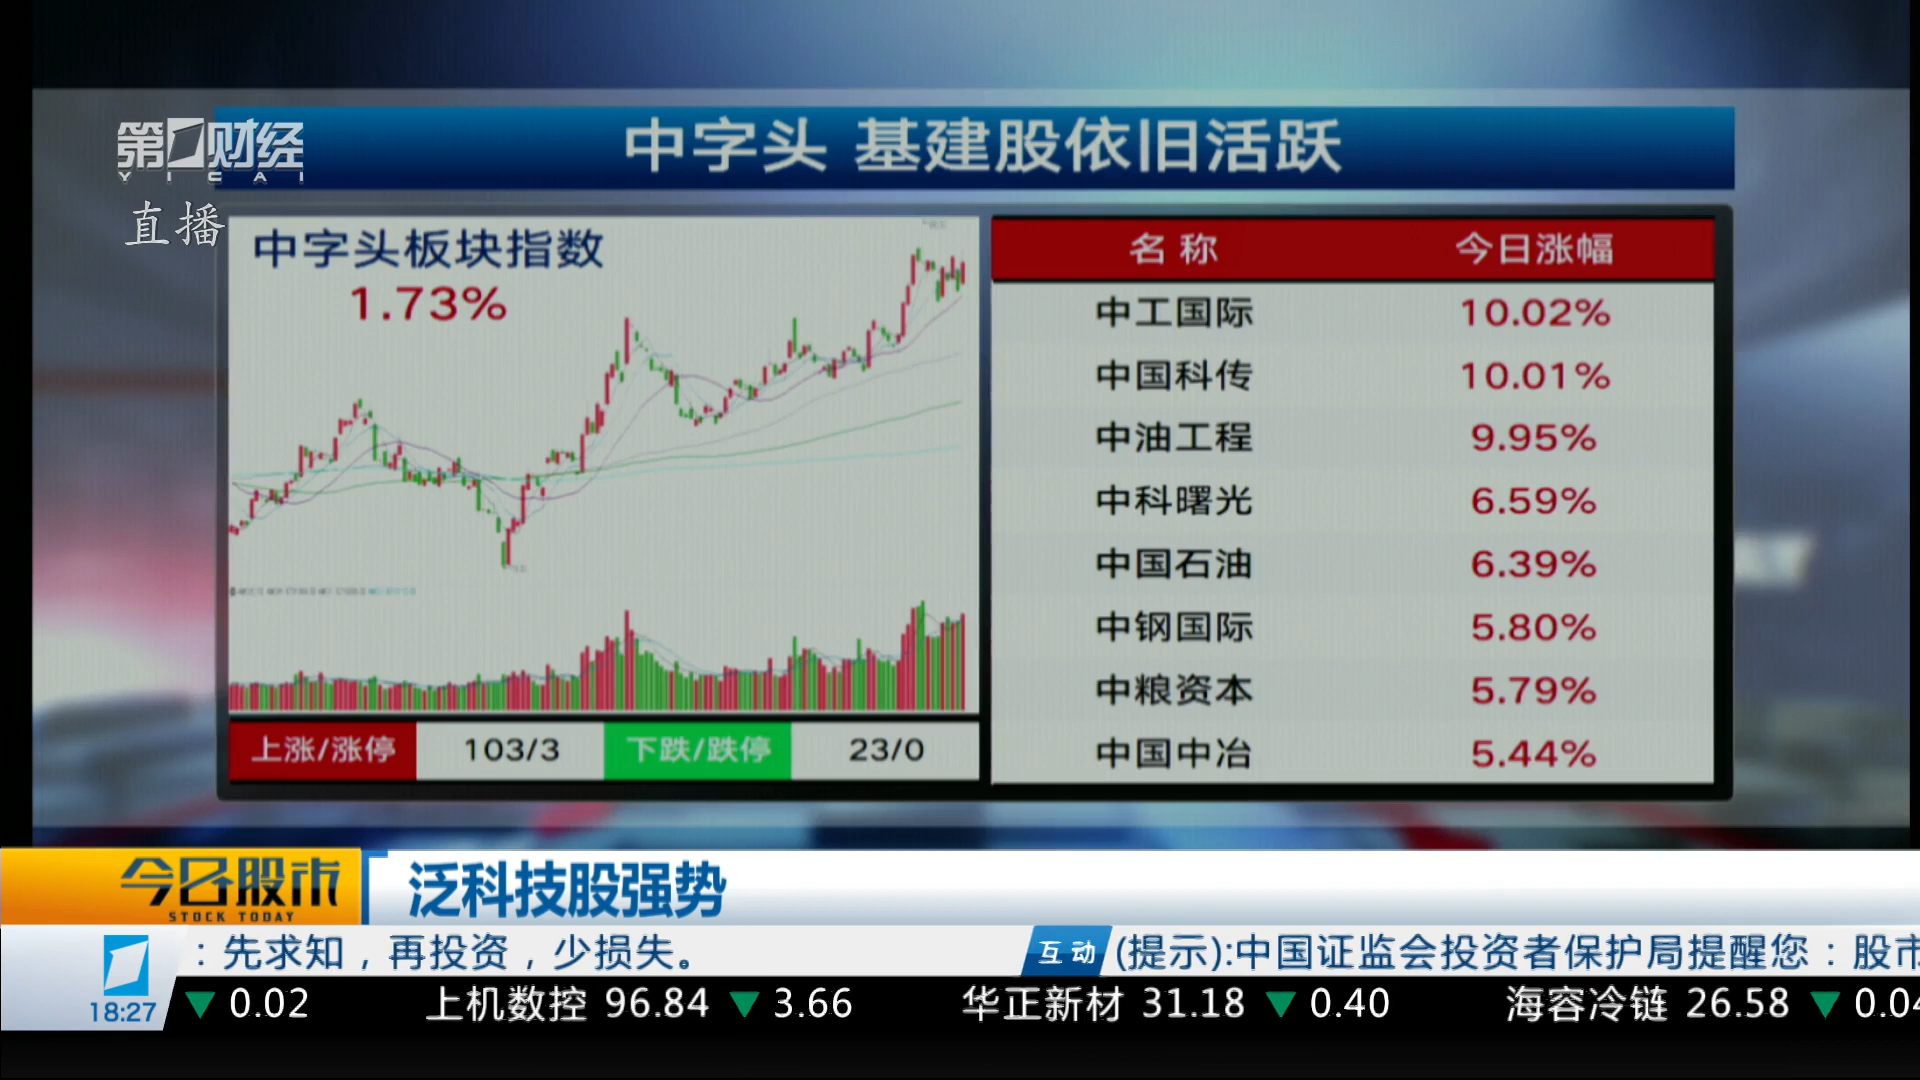 第一财经
YICAI
直播
中字头 基建股依旧活跃
中字头板块指数
1.73%
上涨/涨停 103/3 下跌/跌停 23/0
名称 今日涨幅
中工国际 10.02%
中国科传 10.01%
中油工程 9.95%
中科曙光 6.59%
中国石油 6.39%
中钢国际 5.80%
中粮资本 5.79%
中国中冶 5.44%
今日股市
STOCK TODAY
泛科技股强势
：先求知，再投资，少损失。 互动 (提示):中国证监会投资者保护局提醒您：股市
18:27
▼ 0.02 上机数控 96.84 ▼ 3.66 华正新材 31.18 ▼ 0.40 海容冷链 26.58 ▼ 0.04